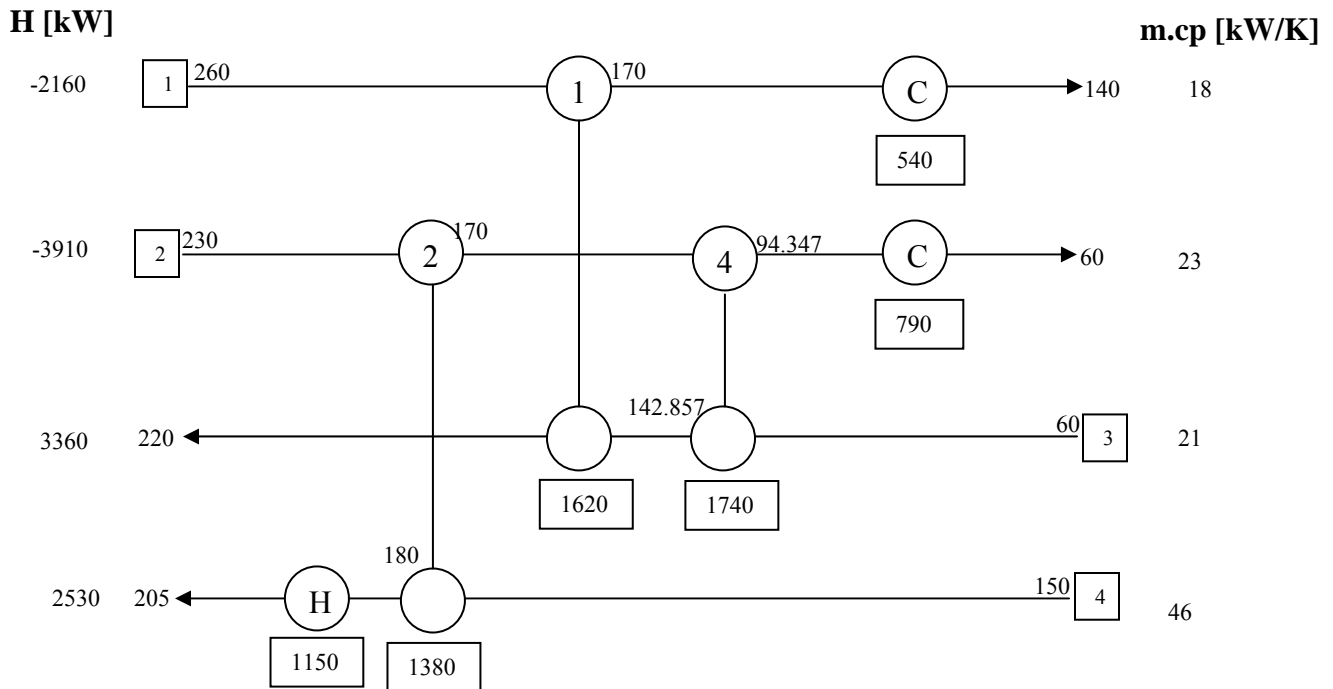 H [kW]
m.cp [kW/K]
-2160 1 260 1 170 C 140 18
540
-3910 2 230 2 170 4 94.347 C 60 23
790
3360 220 142.857 60 3 21
1620 1740
180
2530 205 H 150 4 46
1150 1380